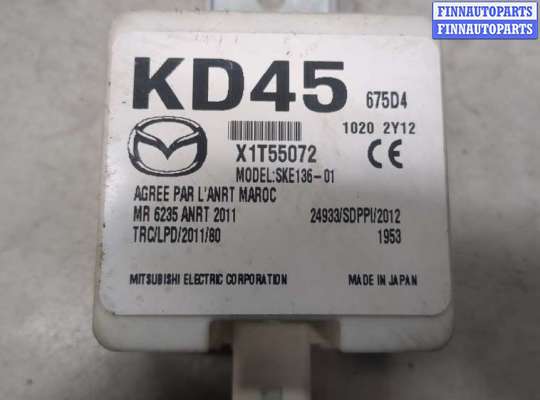 FINNAUTOPARTS
FINNAUTOPARTS
KD45 675D4
1020 2Y12
X1T55072
MODEL:SKE136-01
AGREE PAR L'ANRT MAROC
MR 6235 ANRT 2011 24933/SDPPI/2012
TRC/LPD/2011/80 1953
MITSUBISHI ELECTRIC CORPORATION MADE IN JAPAN